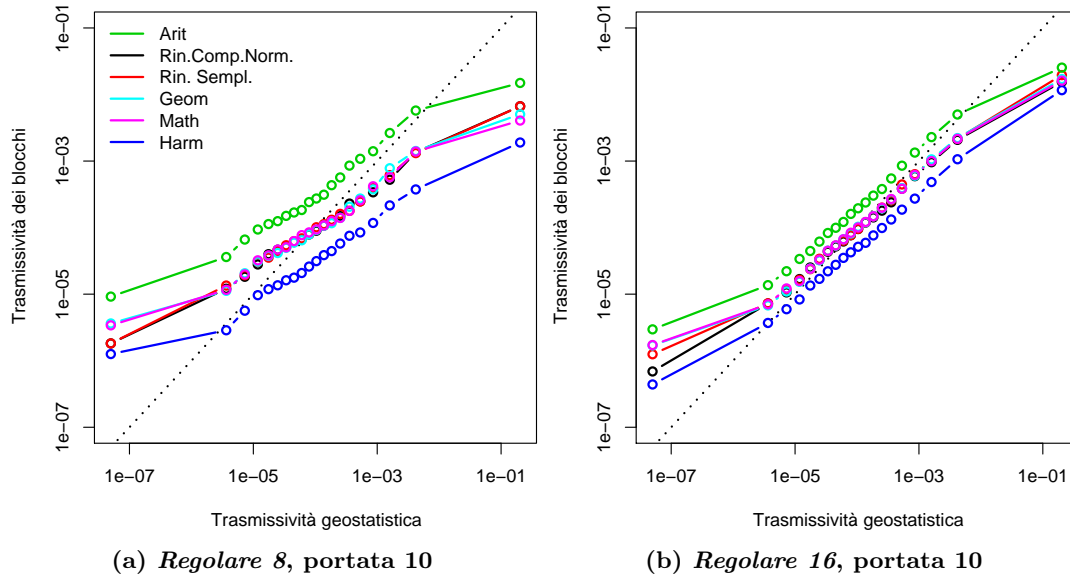 1e-01
1e-03
1e-05
1e-07
Trasmissività dei blocchi
Arit
Rin.Comp.Norm.
Rin. Sempl.
Geom
Math
Harm
1e-07 1e-05 1e-03 1e-01
Trasmissività geostatistica
(a) Regolare 8, portata 10
1e-01
1e-03
1e-05
1e-07
Trasmissività dei blocchi
1e-07 1e-05 1e-03 1e-01
Trasmissività geostatistica
(b) Regolare 16, portata 10